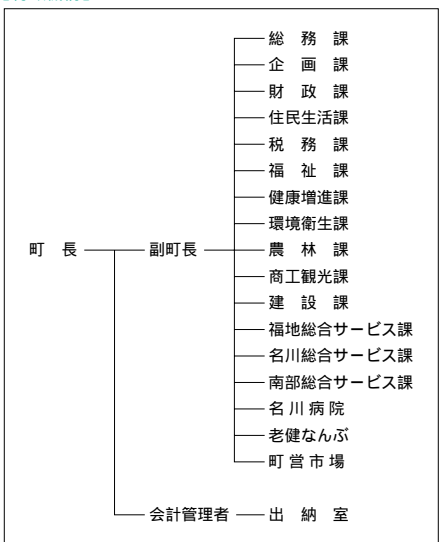 総務課
企画課
財政課
住民生活課
税務課
福祉課
健康増進課
環境衛生課
町長 副町長 農林課
商工観光課
建設課
福地総合サービス課
名川総合サービス課
南部総合サービス課
名川病院
老健なんぶ
町営市場
会計管理者 出納室